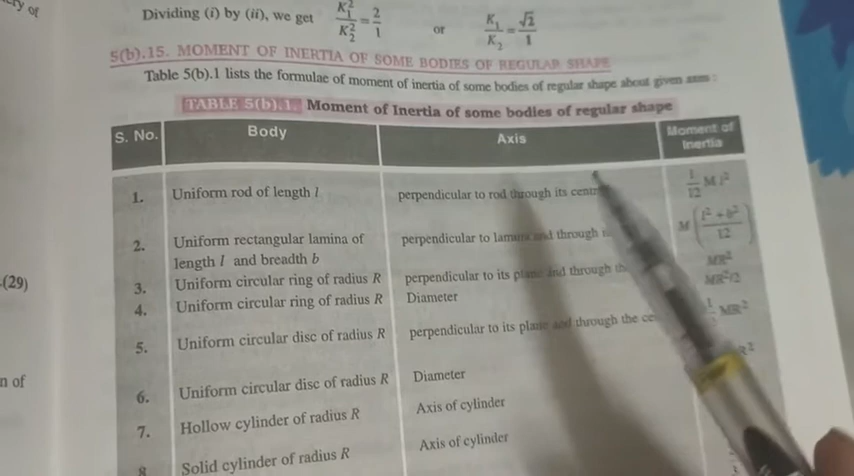 Dividing (i) by (ii), we get K₁²/K₂² = 2/1 or K₁/K₂ = √2/1
5(b).15. MOMENT OF INERTIA OF SOME BODIES OF REGULAR SHAPE
Table 5(b).1 lists the formulae of moment of inertia of some bodies of regular shape about given axes :
TABLE 5(b).1. Moment of Inertia of some bodies of regular shape
S. No. Body Axis Moment of
Inertia
1. Uniform rod of length l perpendicular to rod through its 1/12 M l²
2. Uniform rectangular lamina of perpendicular to lamina and through M (l² + b²/12)
length l and breadth b
3. Uniform circular ring of radius R perpendicular to its plane and through MR²
4. Uniform circular ring of radius R Diameter MR²/2
5. Uniform circular disc of radius R perpendicular to its plane and through the MR²
6. Uniform circular disc of radius R Diameter R²
7. Hollow cylinder of radius R Axis of cylinder
8 Solid cylinder of radius R Axis of cylinder
(29)
n of
of